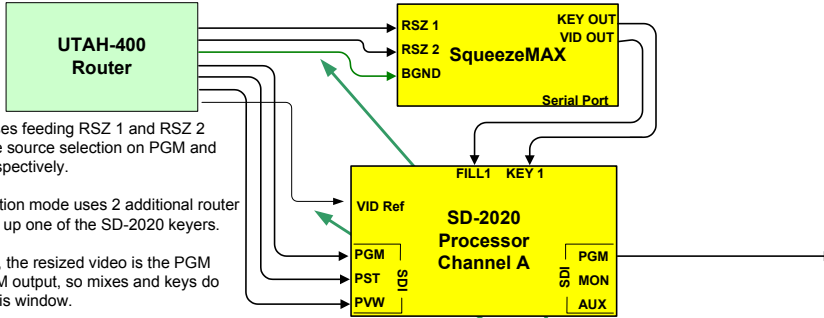 UTAH-400
Router
RSZ 1
RSZ 2
BGND
SqueezeMAX
KEY OUT
VID OUT
Serial Port
es feeding RSZ 1 and RSZ 2
source selection on PGM and
spectively.
tion mode uses 2 additional router
up one of the SD-2020 keyers.
, the resized video is the PGM
M output, so mixes and keys do
is window.
FILL1 KEY 1
VID Ref
SD-2020
Processor
Channel A
PGM
PST
PVW
SDI
SDI
PGM
MON
AUX